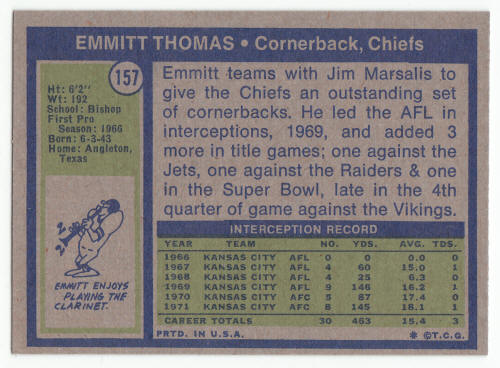 EMMITT THOMAS • Cornerback, Chiefs
157
Ht: 6'2"
Wt: 192
School: Bishop
First Pro
Season: 1966
Born: 6-3-43
Home: Angleton,
Texas
Emmitt teams with Jim Marsalis to
give the Chiefs an outstanding set
of cornerbacks. He led the AFL in
interceptions, 1969, and added 3
more in title games; one against the
Jets, one against the Raiders & one
in the Super Bowl, late in the 4th
quarter of game against the Vikings.
EMMITT ENJOYS
PLAYING THE
CLARINET.
INTERCEPTION RECORD
YEAR TEAM NO. YDS. AVG. TDS.
1966 KANSAS CITY AFL 0 0 0.0 0
1967 KANSAS CITY AFL 4 60 15.0 1
1968 KANSAS CITY AFL 4 25 6.3 0
1969 KANSAS CITY AFL 9 146 16.2 1
1970 KANSAS CITY AFC 5 87 17.4 0
1971 KANSAS CITY AFC 8 145 18.1 1
CAREER TOTALS 30 463 15.4 3
PRTD. IN U.S.A. * ©T.C.G.